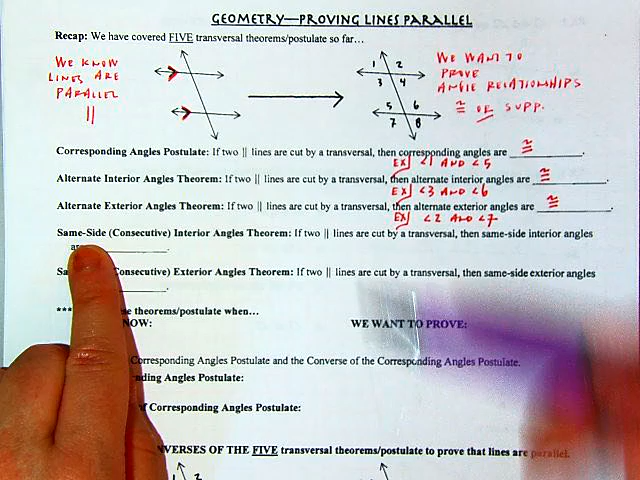 GEOMETRY—PROVING LINES PARALLEL
Recap: We have covered FIVE transversal theorems/postulate so far…
WE KNOW
LINES ARE
PARALLEL
||
1 2
3 4
5 6
7 8
WE WANT TO
PROVE
ANGLE RELATIONSHIPS
≅ OR SUPP.
Corresponding Angles Postulate: If two || lines are cut by a transversal, then corresponding angles are ≅
EX] <1 AND <5
Alternate Interior Angles Theorem: If two || lines are cut by a transversal, then alternate interior angles are ≅
EX] <3 AND <6
Alternate Exterior Angles Theorem: If two || lines are cut by a transversal, then alternate exterior angles are ≅
EX] <2 AND <7
Same-Side (Consecutive) Interior Angles Theorem: If two || lines are cut by a transversal, then same-side interior angles
Consecutive) Exterior Angles Theorem: If two || lines are cut by a transversal, then same-side exterior angles
*** theorems/postulate when…
NOW: WE WANT TO PROVE:
Corresponding Angles Postulate and the Converse of the Corresponding Angles Postulate.
Angles Postulate:
of Corresponding Angles Postulate:
OF THE FIVE transversal theorems/postulate to prove that lines are parallel.
1 2